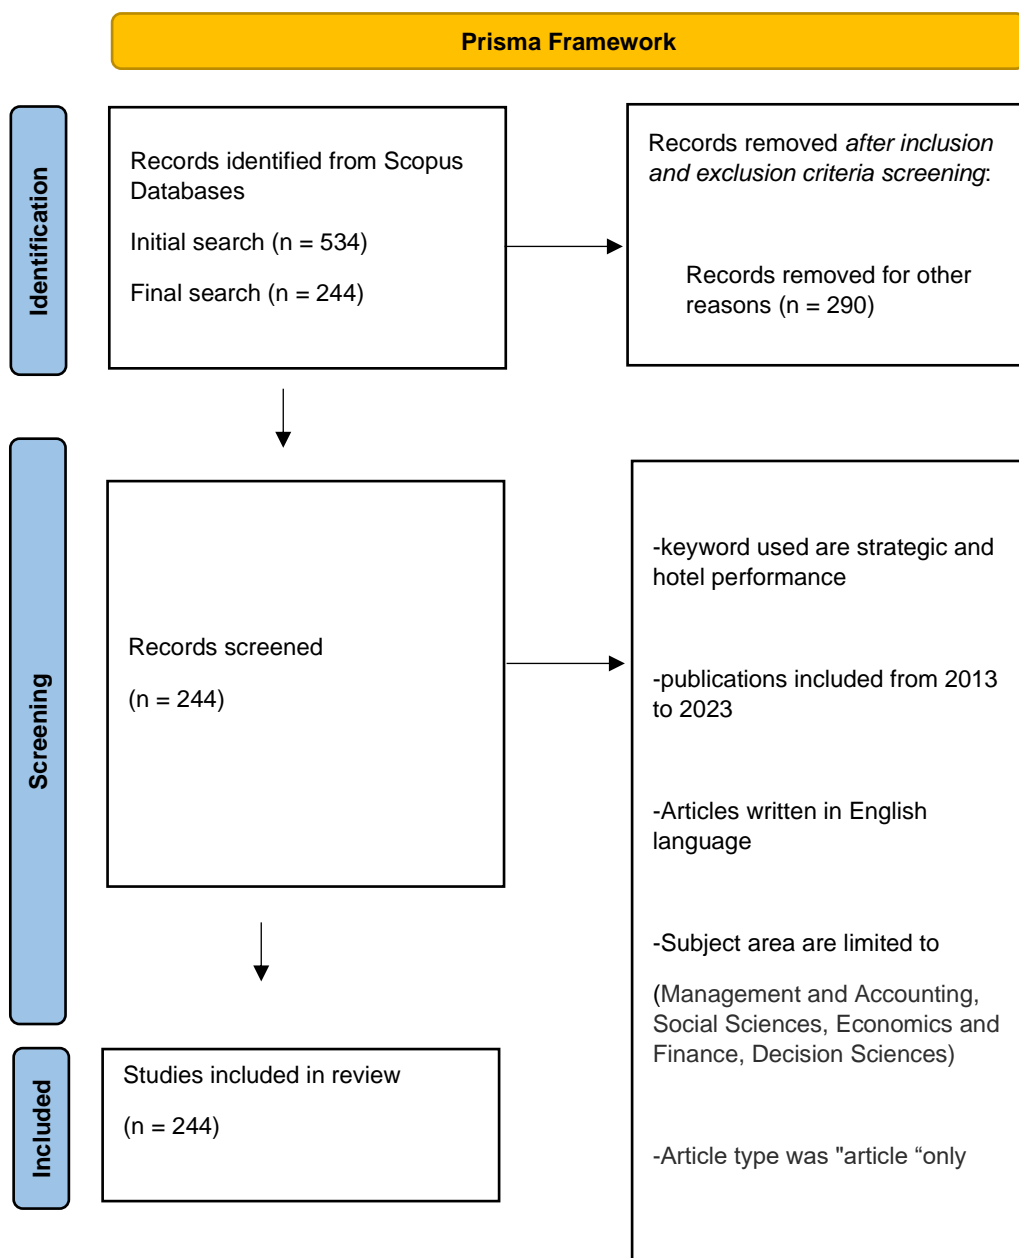 Prisma Framework
Identification
Records identified from Scopus
Databases
Initial search (n = 534)
Final search (n = 244)
Records removed after inclusion
and exclusion criteria screening:
Records removed for other
reasons (n = 290)
Screening
Records screened
(n = 244)
-keyword used are strategic and
hotel performance
-publications included from 2013
to 2023
-Articles written in English
language
-Subject area are limited to
(Management and Accounting,
Social Sciences, Economics and
Finance, Decision Sciences)
-Article type was "article “only
Included
Studies included in review
(n = 244)